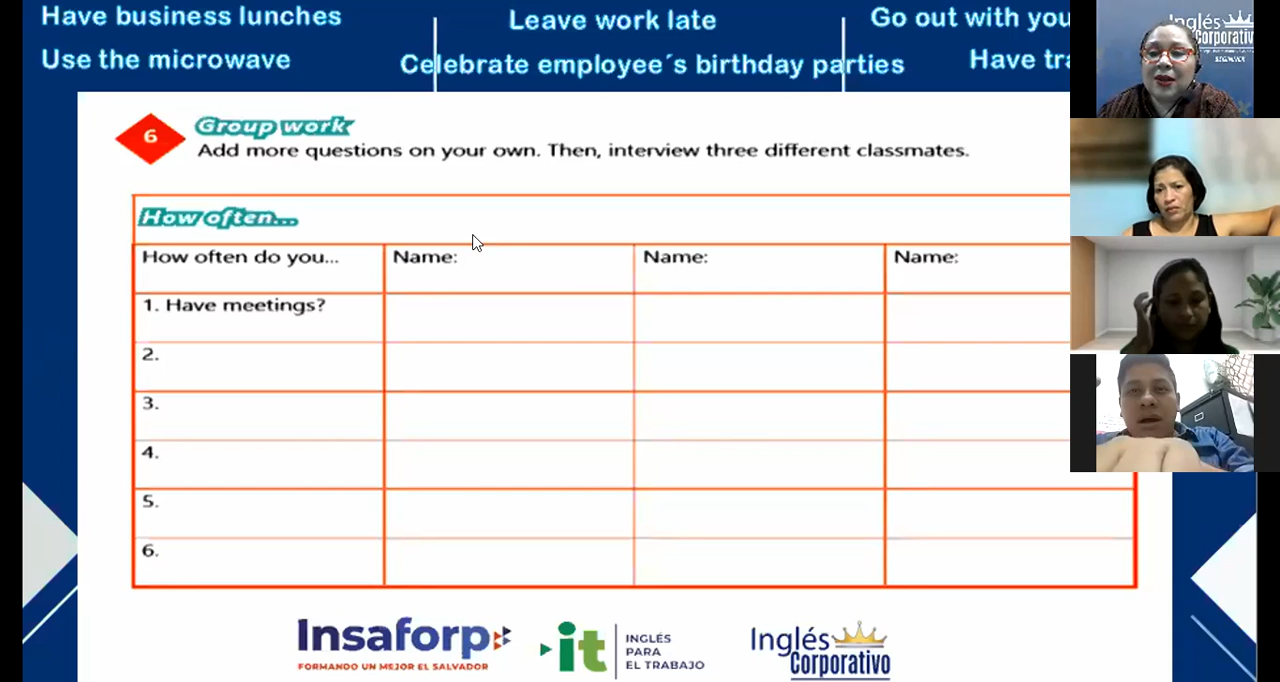 Have business lunches
Leave work late
Go out with you
Use the microwave
Celebrate employee´s birthday parties
Have tra
Inglés
Corporativo
6
Group work
Add more questions on your own. Then, interview three different classmates.
How often...
How often do you...
Name:
Name:
Name:
1. Have meetings?
2.
3.
4.
5.
6.
Insaforp
FORMANDO UN MEJOR EL SALVADOR
it
INGLÉS
PARA
EL TRABAJO
Inglés
Corporativo